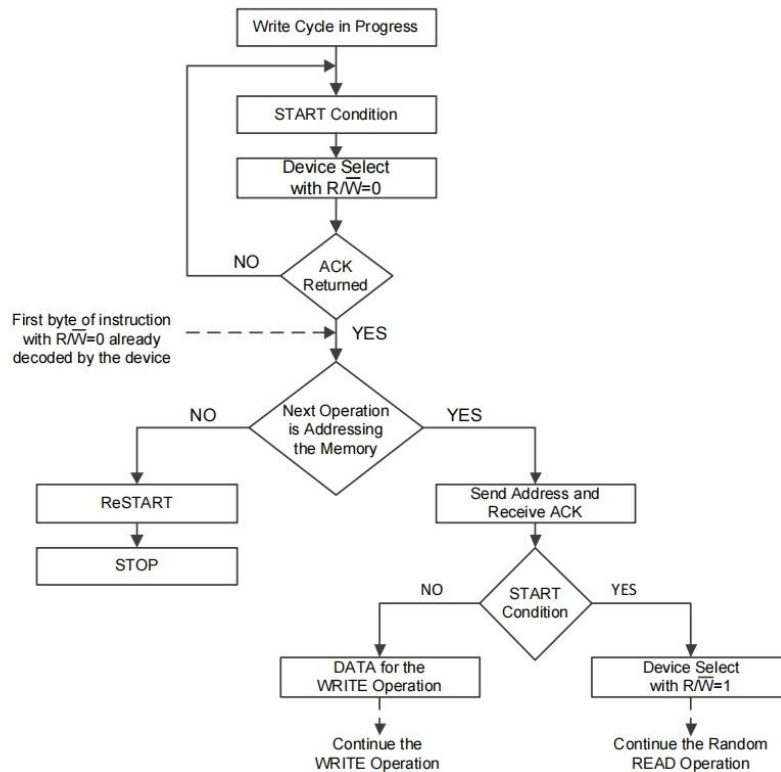 Write Cycle in Progress
START Condition
Device Select
with R/W̅=0
NO
ACK
Returned
First byte of instruction
with R/W̅=0 already
decoded by the device
YES
NO
Next Operation
is Addressing
the Memory
YES
ReSTART
Send Address and
Receive ACK
STOP
NO
START
Condition
YES
DATA for the
WRITE Operation
Device Select
with R/W̅=1
Continue the
WRITE Operation
Continue the Random
READ Operation